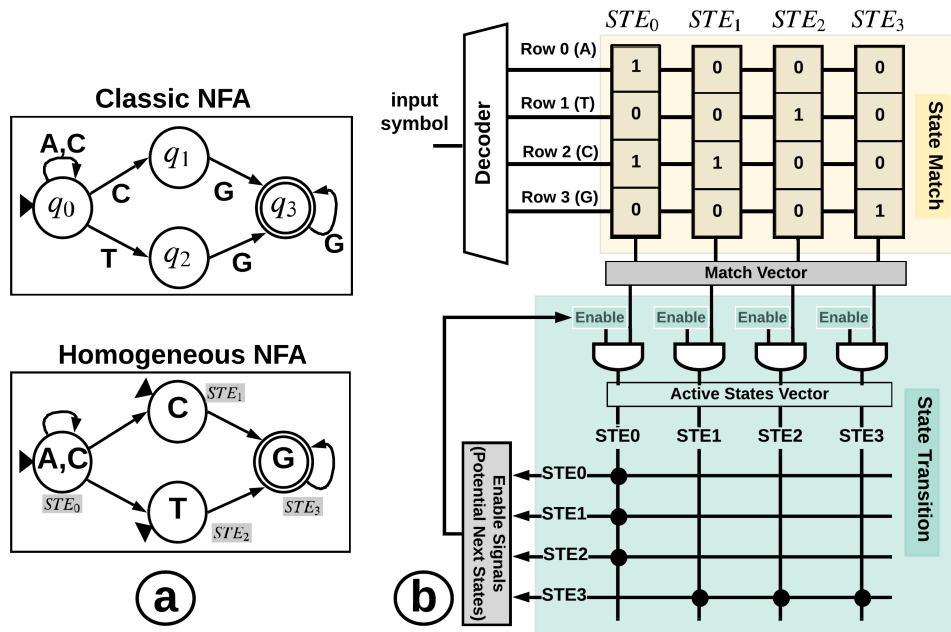 Classic NFA
A,C
q0
q1
C
G
q3
T
q2
G
G
Homogeneous NFA
A,C
STE0
C
STE1
T
STE2
G
STE3
a
STE0 STE1 STE2 STE3
input
symbol
Decoder
Row 0 (A) 1 0 0 0
Row 1 (T) 0 0 1 0
Row 2 (C) 1 1 0 0
Row 3 (G) 0 0 0 1
State Match
Match Vector
Enable Enable Enable Enable
Active States Vector
STE0 STE1 STE2 STE3
STE0
STE1
STE2
STE3
Enable Signals
(Potential Next States)
State Transition
b